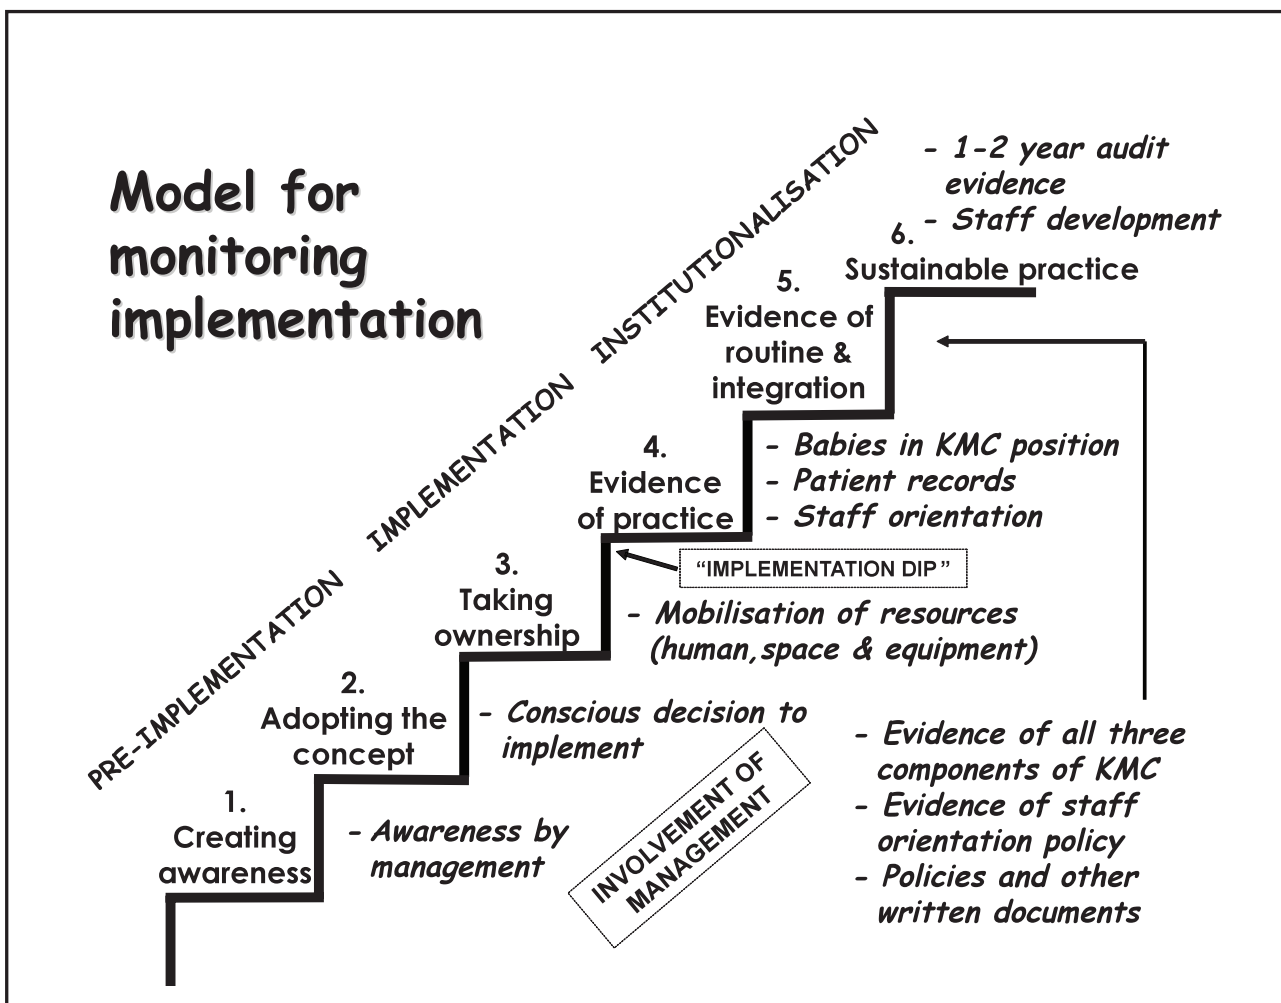 Model for
monitoring
implementation
PRE-IMPLEMENTATION
IMPLEMENTATION
INSTITUTIONALISATION
- 1-2 year audit
evidence
- Staff development
6.
Sustainable practice
5.
Evidence of
routine &
integration
4.
Evidence
of practice
- Babies in KMC position
- Patient records
- Staff orientation
"IMPLEMENTATION DIP"
3.
Taking
ownership
- Mobilisation of resources
(human, space & equipment)
2.
Adopting the
concept
- Conscious decision to
implement
1.
Creating
awareness
- Awareness by
management
INVOLVEMENT OF
MANAGEMENT
- Evidence of all three
components of KMC
- Evidence of staff
orientation policy
- Policies and other
written documents